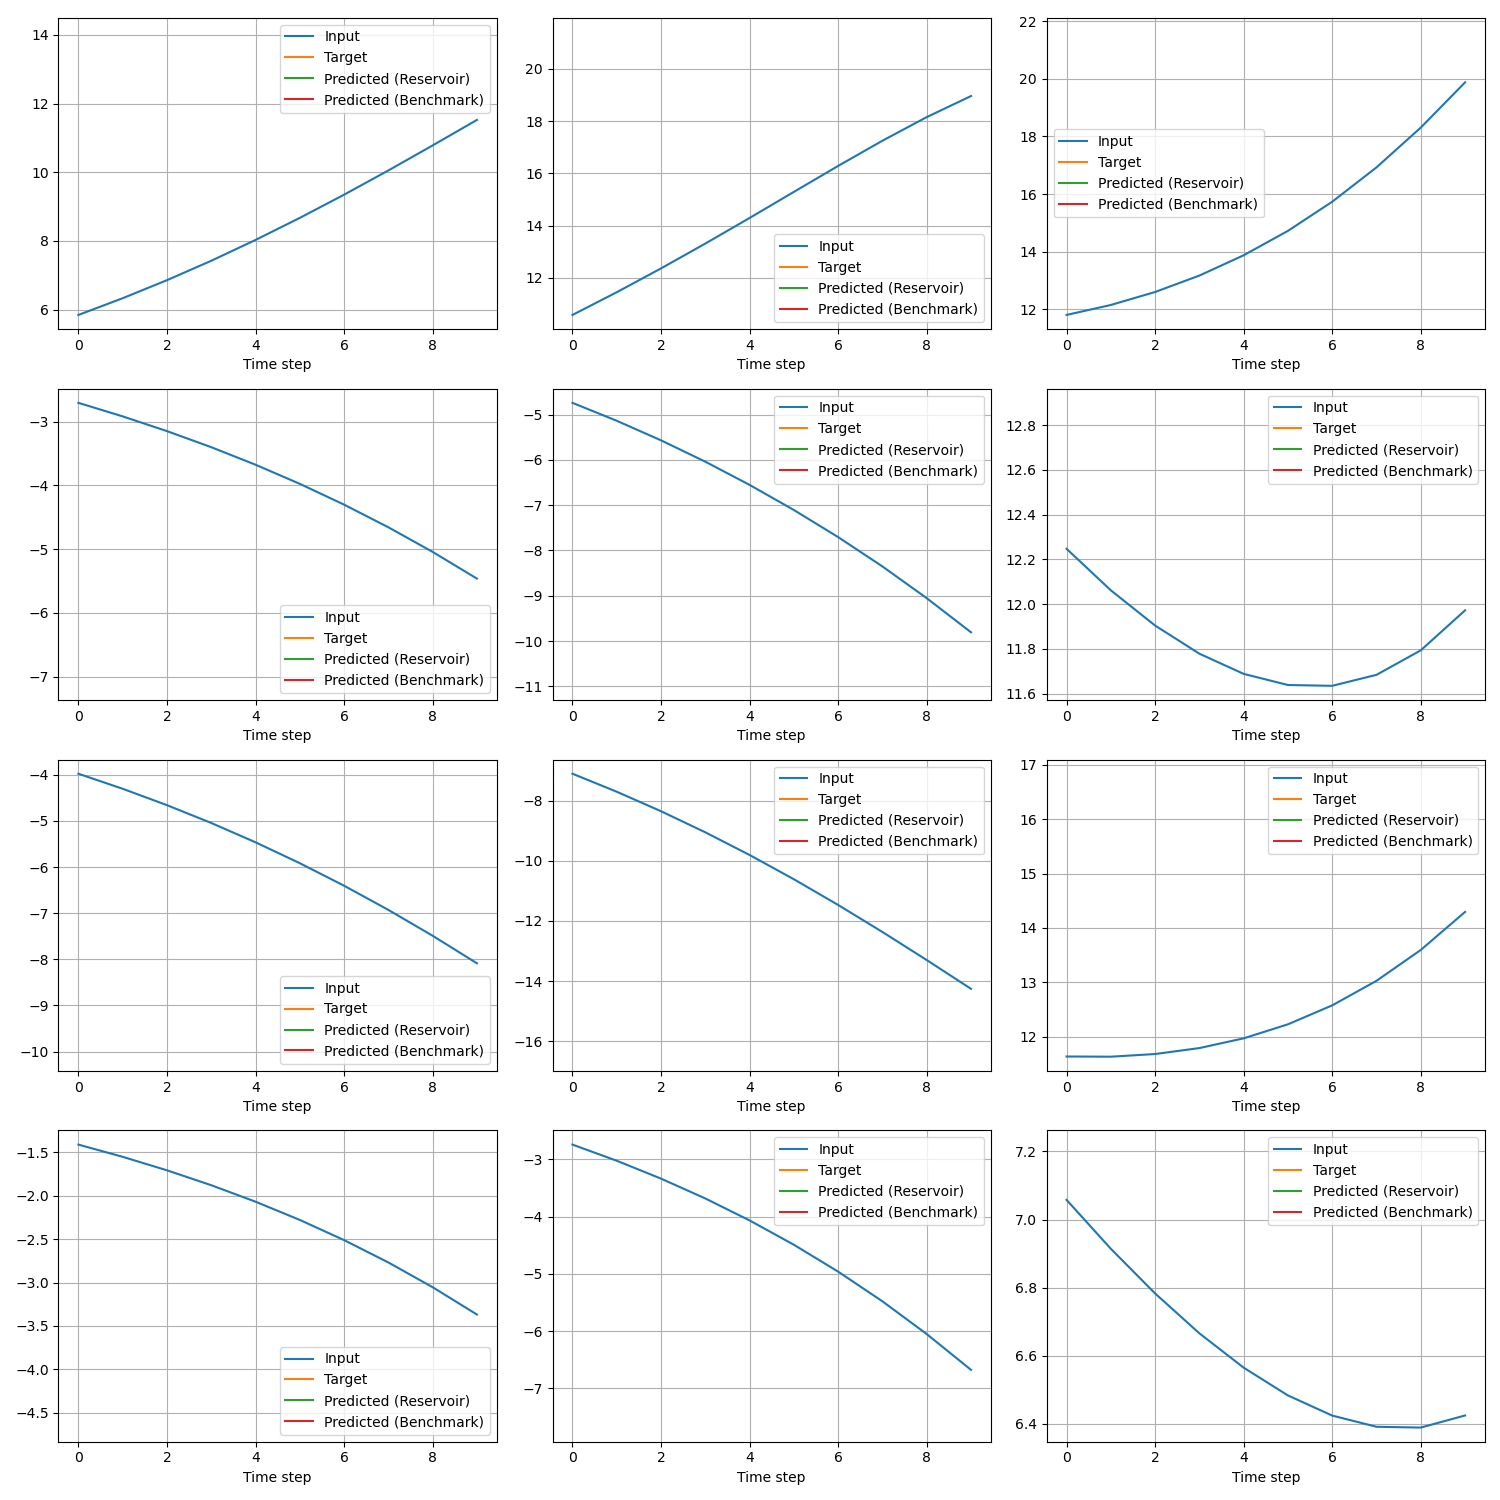 14
12
10
8
6
Input
Target
Predicted (Reservoir)
Predicted (Benchmark)
0 2 4 6 8
Time step
20
18
16
14
12
Input
Target
Predicted (Reservoir)
Predicted (Benchmark)
0 2 4 6 8
Time step
22
20
18
16
14
12
Input
Target
Predicted (Reservoir)
Predicted (Benchmark)
0 2 4 6 8
Time step
−3
−4
−5
−6
−7
Input
Target
Predicted (Reservoir)
Predicted (Benchmark)
0 2 4 6 8
Time step
−5
−6
−7
−8
−9
−10
−11
Input
Target
Predicted (Reservoir)
Predicted (Benchmark)
0 2 4 6 8
Time step
12.8
12.6
12.4
12.2
12.0
11.8
11.6
Input
Target
Predicted (Reservoir)
Predicted (Benchmark)
0 2 4 6 8
Time step
−4
−5
−6
−7
−8
−9
−10
Input
Target
Predicted (Reservoir)
Predicted (Benchmark)
0 2 4 6 8
Time step
−8
−10
−12
−14
−16
Input
Target
Predicted (Reservoir)
Predicted (Benchmark)
0 2 4 6 8
Time step
17
16
15
14
13
12
Input
Target
Predicted (Reservoir)
Predicted (Benchmark)
0 2 4 6 8
Time step
−1.5
−2.0
−2.5
−3.0
−3.5
−4.0
−4.5
Input
Target
Predicted (Reservoir)
Predicted (Benchmark)
0 2 4 6 8
Time step
−3
−4
−5
−6
−7
Input
Target
Predicted (Reservoir)
Predicted (Benchmark)
0 2 4 6 8
Time step
7.2
7.0
6.8
6.6
6.4
Input
Target
Predicted (Reservoir)
Predicted (Benchmark)
0 2 4 6 8
Time step